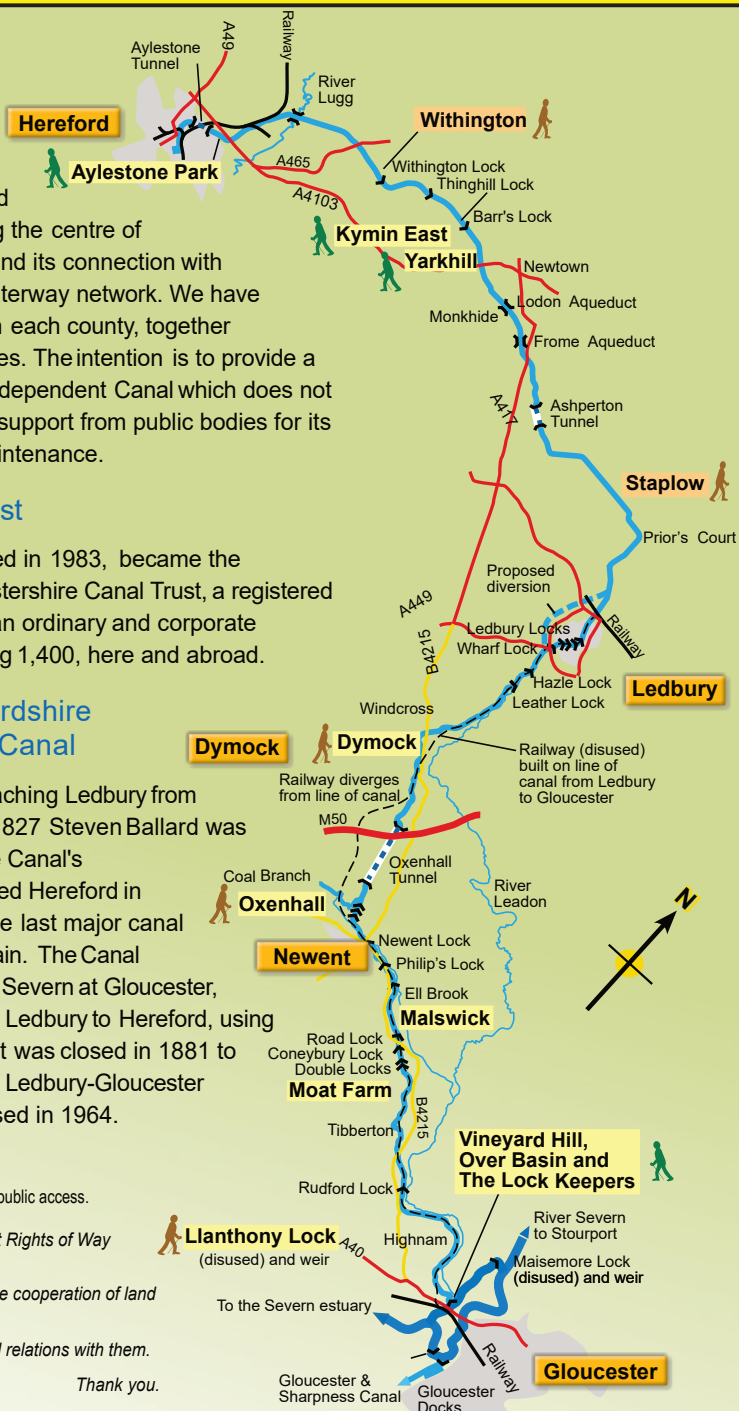 Aylestone
Tunnel
A49
Railway
River
Lugg
Hereford
Withington
Aylestone Park
A465
A4103
Withington Lock
Thinghill Lock
Barr's Lock
Kymin East
Yarkhill
Newtown
Lodon Aqueduct
Monkhide
Frome Aqueduct
A417
Ashperton
Tunnel
Staplow
Prior's Court
Proposed
diversion
A449
B4215
Ledbury Locks
Wharf Lock
Railway
Hazle Lock
Leather Lock
Ledbury
Windcross
Dymock
Dymock
Railway (disused)
built on line of
canal from Ledbury
to Gloucester
Railway diverges
from line of canal
M50
Oxenhall
Tunnel
Coal Branch
Oxenhall
River
Leadon
N
Newent
Newent Lock
Philip's Lock
Ell Brook
Malswick
Road Lock
Coneybury Lock
Double Locks
Moat Farm
B4215
Tibberton
Vineyard Hill,
Over Basin and
The Lock Keepers
Rudford Lock
Llanthony Lock
(disused) and weir
A40
Highnam
River Severn
to Stourport
Maisemore Lock
(disused) and weir
To the Severn estuary
Railway
Gloucester
Gloucester &
Sharpness Canal
Gloucester
Docks
d
g the centre of
nd its connection with
terway network. We have
n each county, together
es. The intention is to provide a
dependent Canal which does not
support from public bodies for its
intenance.
st
ed in 1983, became the
stershire Canal Trust, a registered
an ordinary and corporate
g 1,400, here and abroad.
rdshire
Canal
aching Ledbury from
827 Steven Ballard was
e Canal's
ed Hereford in
e last major canal
ain. The Canal
Severn at Gloucester,
Ledbury to Hereford, using
t was closed in 1881 to
Ledbury-Gloucester
sed in 1964.
public access.
t Rights of Way
e cooperation of land
l relations with them.
Thank you.